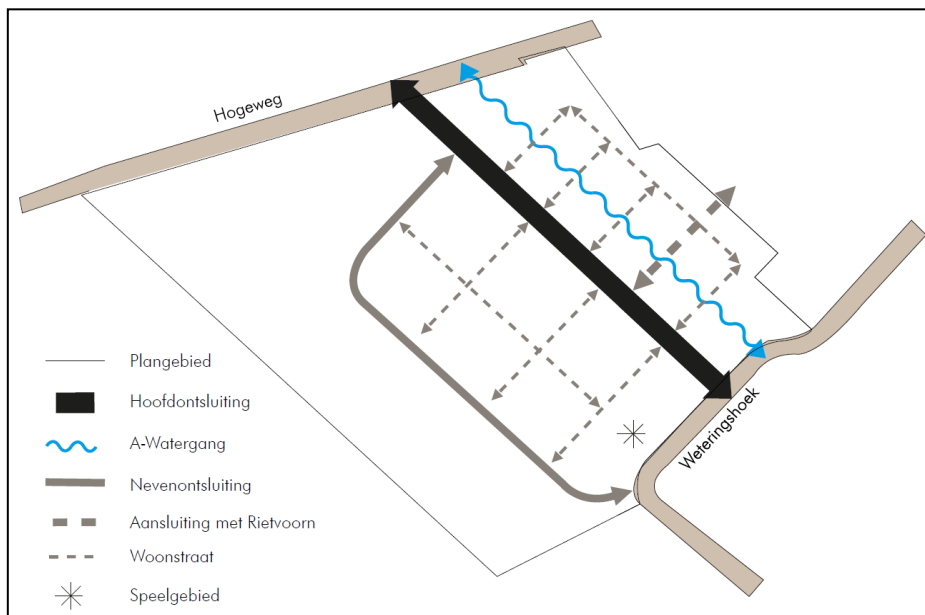 Hogeweg
Weteringshoek
Plangebied
Hoofdontsluiting
A-Watergang
Nevenontsluiting
Aansluiting met Rietvoorn
Woonstraat
Speelgebied